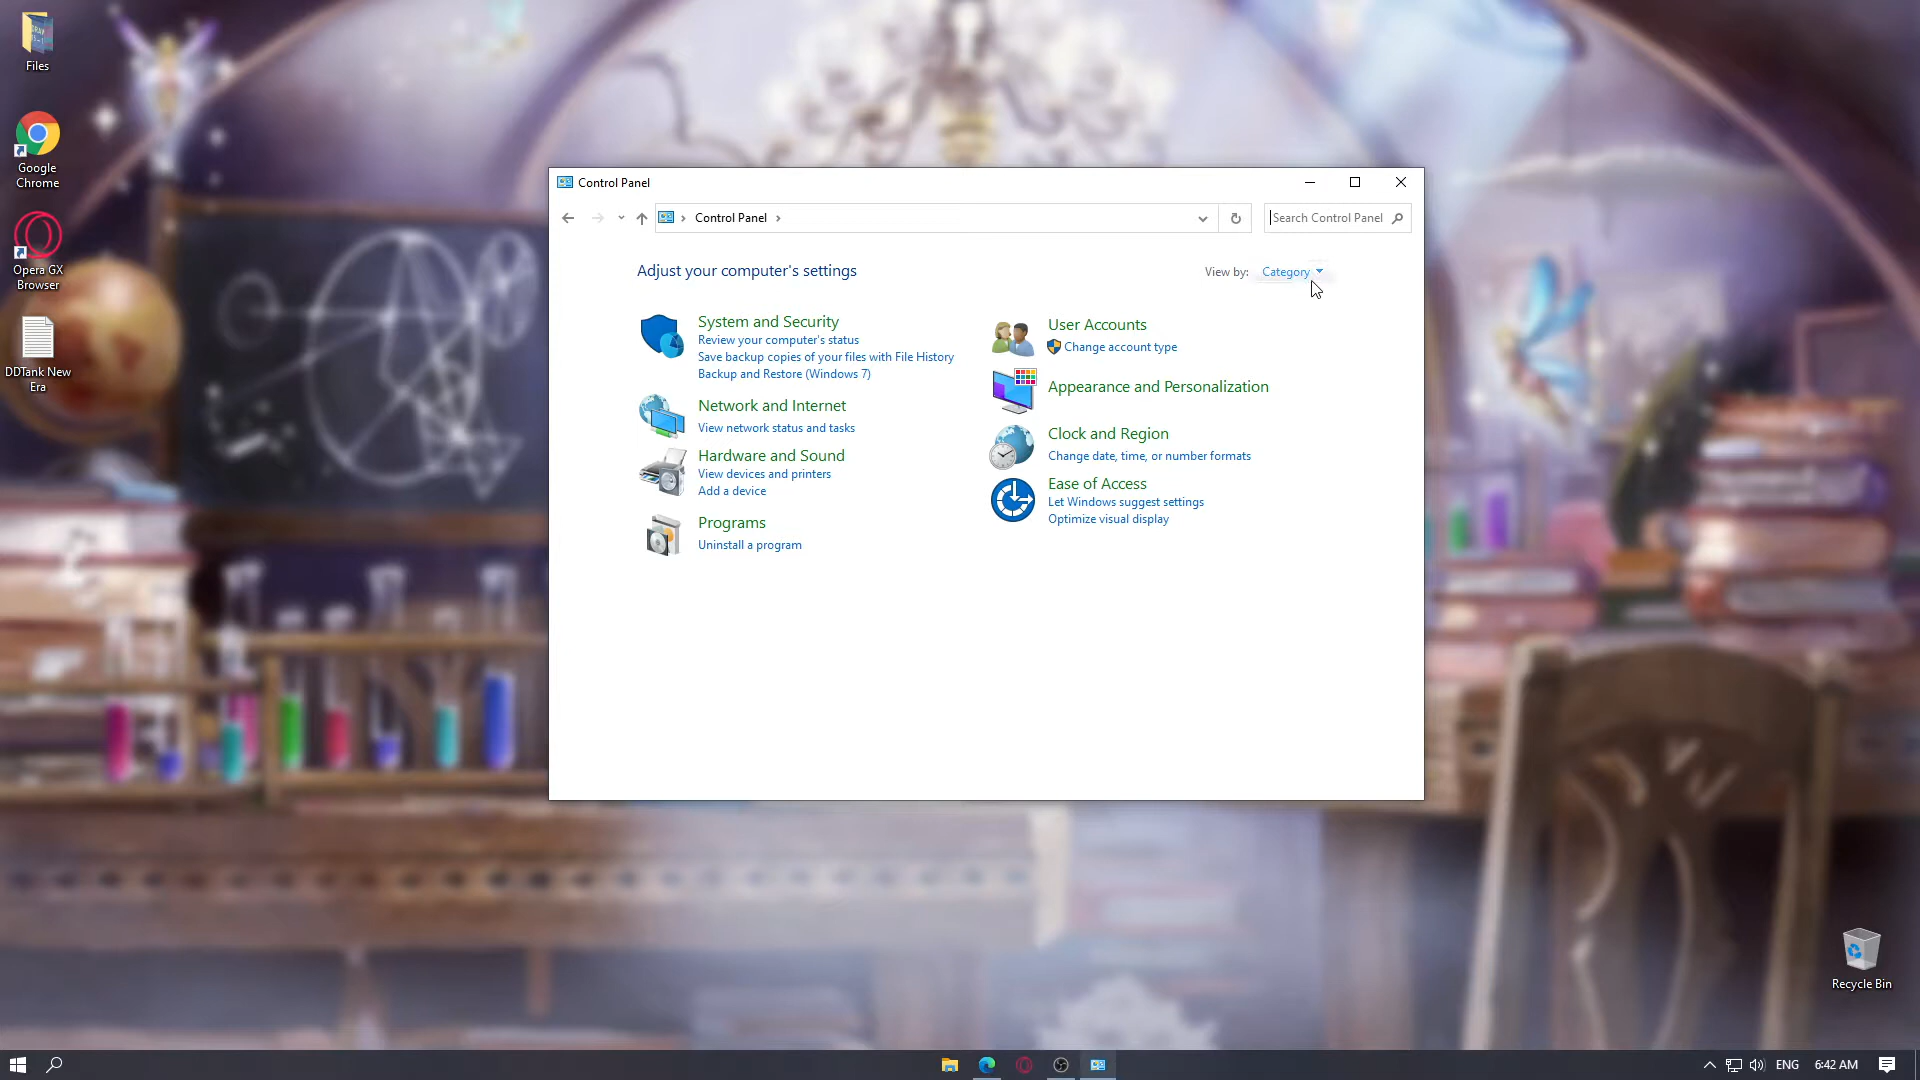 Files
Google
Chrome
Opera GX
Browser
DDTank New
Era
Control Panel
Control Panel
Search Control Panel
Adjust your computer's settings
View by: Category
System and Security
Review your computer's status
Save backup copies of your files with File History
Backup and Restore (Windows 7)
Network and Internet
View network status and tasks
Hardware and Sound
View devices and printers
Add a device
Programs
Uninstall a program
User Accounts
Change account type
Appearance and Personalization
Clock and Region
Change date, time, or number formats
Ease of Access
Let Windows suggest settings
Optimize visual display
Recycle Bin
ENG 6:42 AM